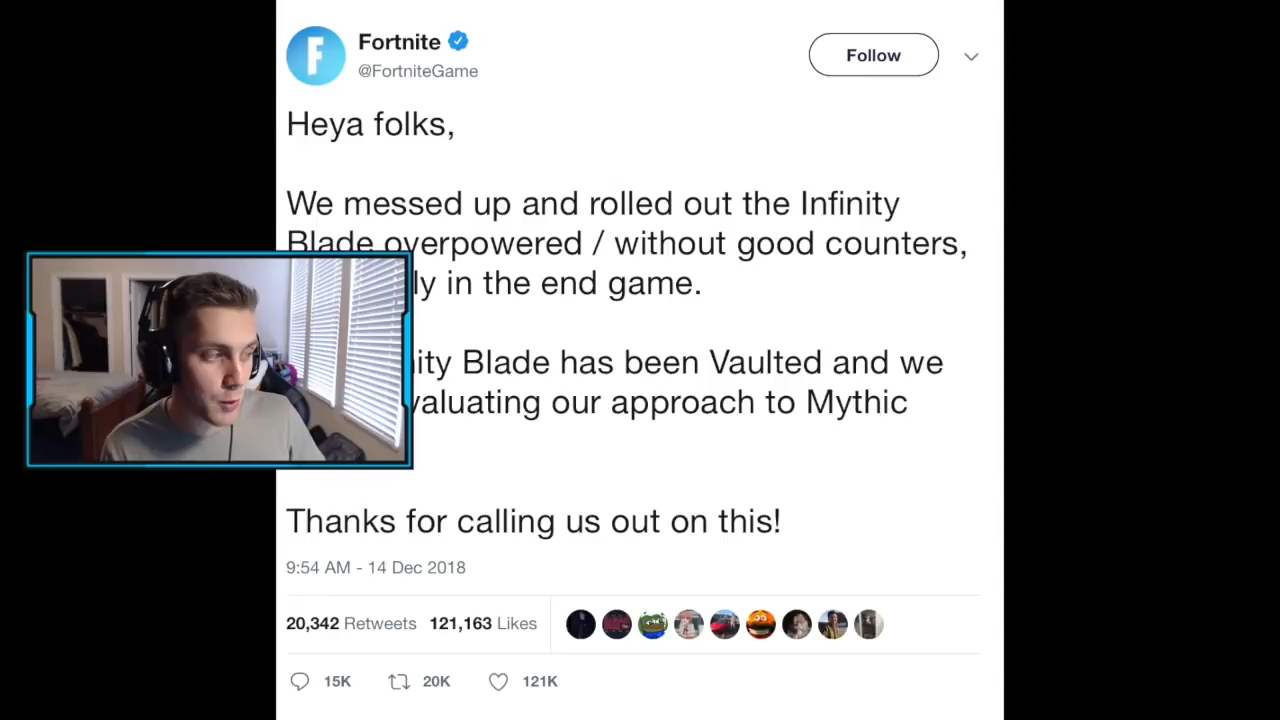 Fortnite
@FortniteGame
Follow
Heya folks,
We messed up and rolled out the Infinity
Blade overpowered / without good counters,
ly in the end game.
nity Blade has been Vaulted and we
valuating our approach to Mythic
Thanks for calling us out on this!
9:54 AM - 14 Dec 2018
20,342 Retweets 121,163 Likes
15K 20K 121K